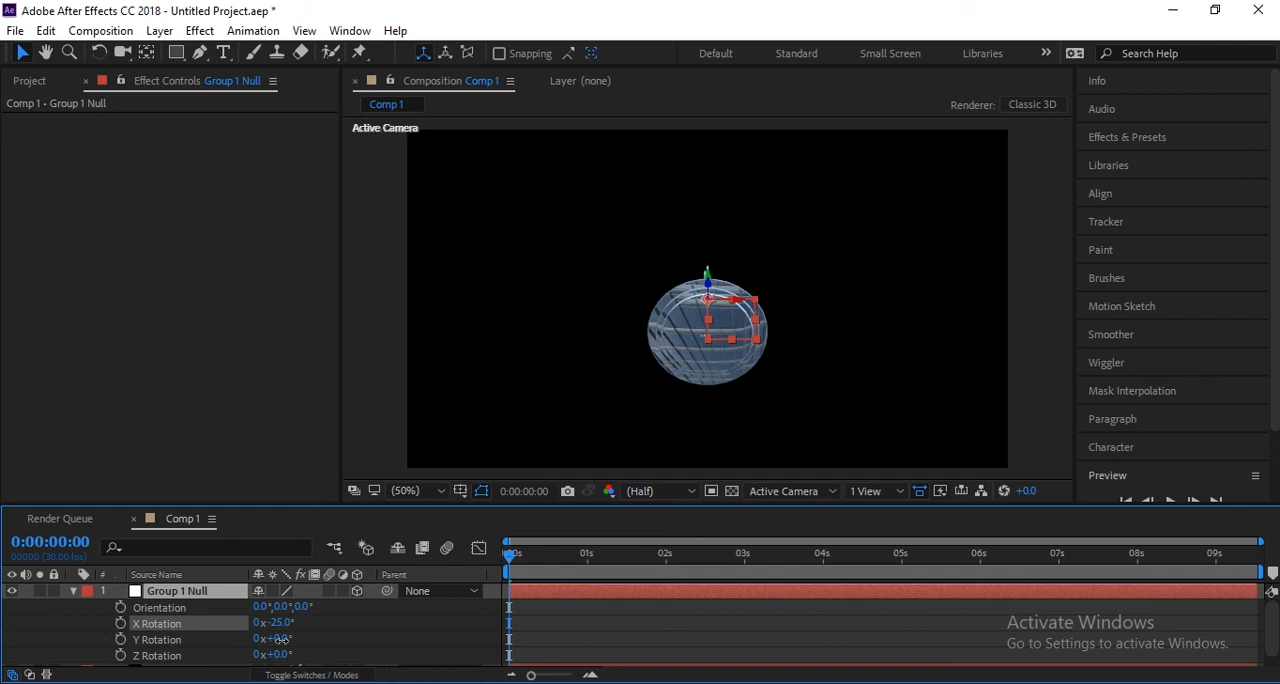 Ae Adobe After Effects CC 2018 - Untitled Project.aep *
File Edit Composition Layer Effect Animation View Window Help
Snapping Default Standard Small Screen Libraries Search Help
Project Effect Controls Group 1 Null Composition Comp 1 Layer (none) Info
Comp 1 • Group 1 Null Comp 1 Renderer: Classic 3D Audio
Active Camera
Effects & Presets
Libraries
Align
Tracker
Paint
Brushes
Motion Sketch
Smoother
Wiggler
Mask Interpolation
Paragraph
Character
Preview
(50%) 0:00:00:00 (Half) Active Camera 1 View +0.0
Render Queue Comp 1
0:00:00:00
00000 (30.00 fps) 01s 02s 03s 04s 05s 06s 07s 08s 09s
# Source Name Parent
1 Group 1 Null None
Orientation 0.0°,0.0°,0.0°
X Rotation 0x-25.0°
Y Rotation 0x+0.0°
Z Rotation 0x+0.0°
Activate Windows
Go to Settings to activate Windows.
Toggle Switches / Modes